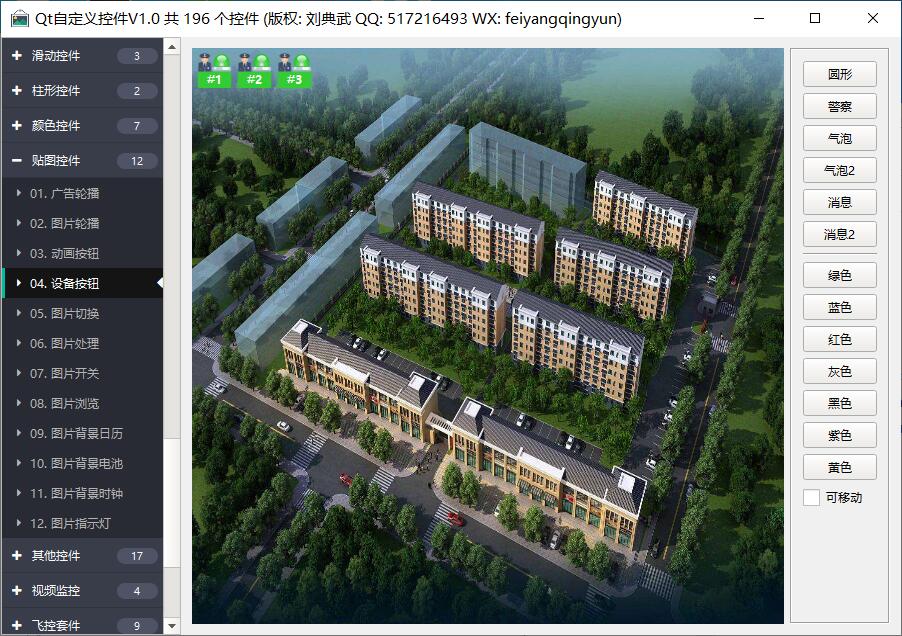 Qt自定义控件V1.0 共 196 个控件 (版权: 刘典武 QQ: 517216493 WX: feiyangqingyun)
滑动控件 3
柱形控件 2
颜色控件 7
贴图控件 12
01. 广告轮播
02. 图片轮播
03. 动画按钮
04. 设备按钮
05. 图片切换
06. 图片处理
07. 图片开关
08. 图片浏览
09. 图片背景日历
10. 图片背景电池
11. 图片背景时钟
12. 图片指示灯
其他控件 17
视频监控 4
飞控套件 9
#1 #2 #3
圆形
警察
气泡
气泡2
消息
消息2
绿色
蓝色
红色
灰色
黑色
紫色
黄色
可移动